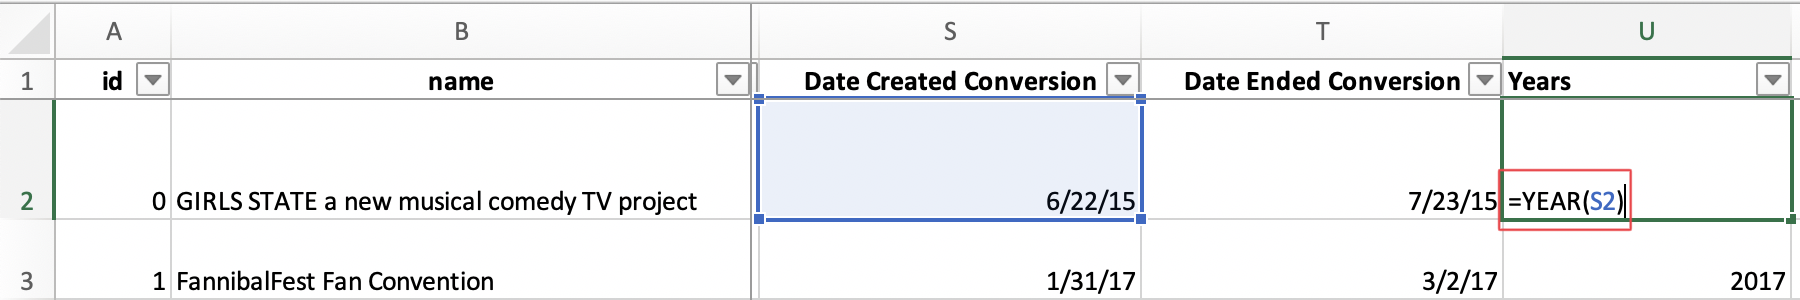 A B S T U
1 id name Date Created Conversion Date Ended Conversion Years
2 0 GIRLS STATE a new musical comedy TV project 6/22/15 7/23/15 =YEAR(S2)
3 1 FannibalFest Fan Convention 1/31/17 3/2/17 2017